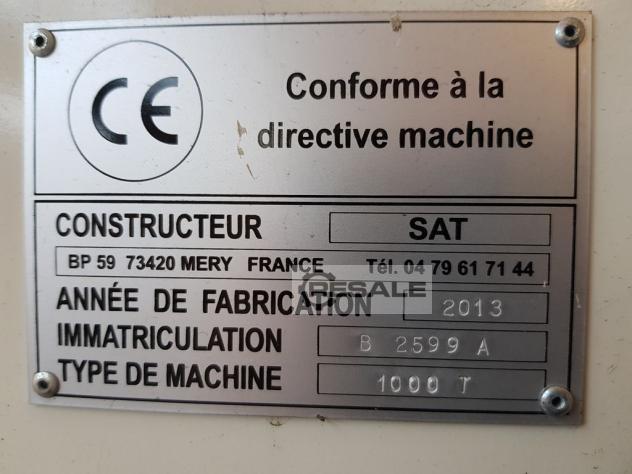 CE
Conforme à la
directive machine
CONSTRUCTEUR SAT
BP 59 73420 MERY FRANCE Tél. 04 79 61 71 44
RESALE
ANNÉE DE FABRICATION 2013
IMMATRICULATION B 2599 A
TYPE DE MACHINE 1000 T